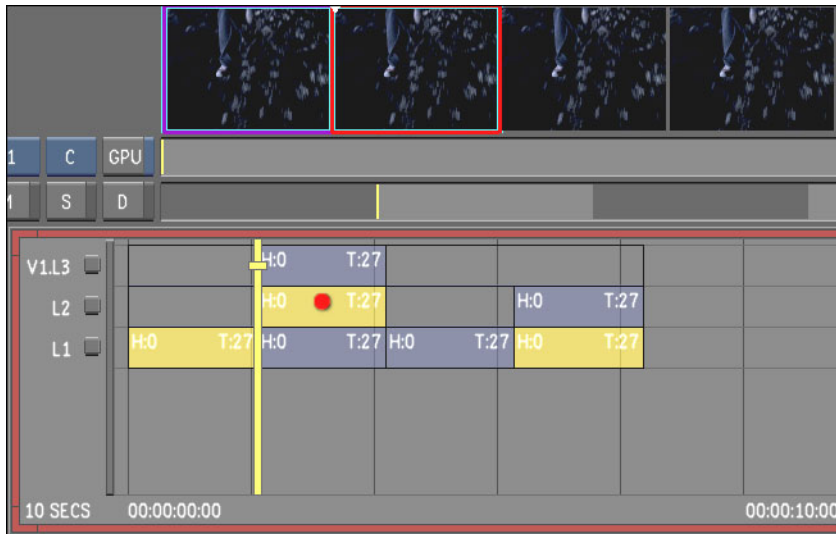 1 C GPU
M S D
V1.L3 H:0 T:27
L2 H:0 T:27 H:0 T:27
L1 H:0 T:27 H:0 T:27 H:0 T:27 H:0 T:27
10 SECS 00:00:00:00 00:00:10:00